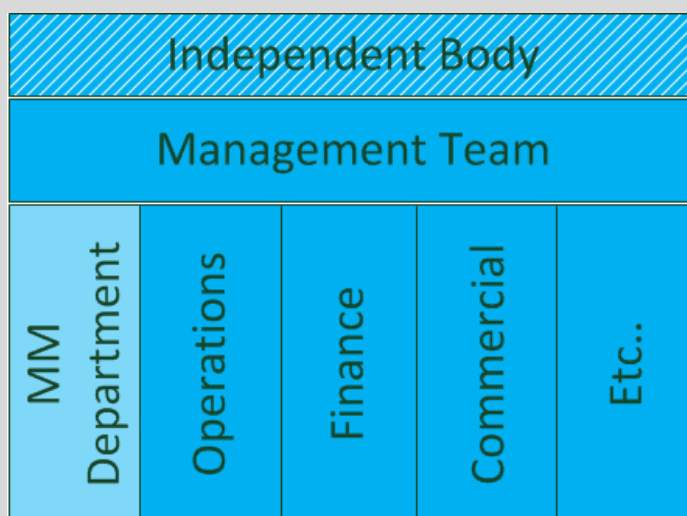 Independent Body
Management Team
MM
Department
Operations
Finance
Commercial
Etc..